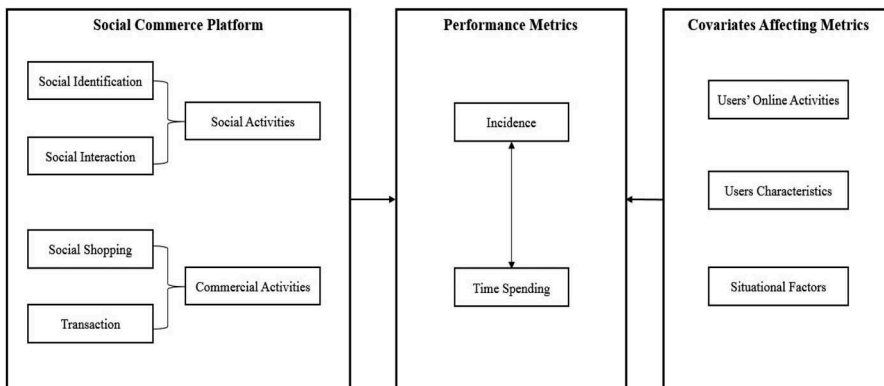 Social Commerce Platform
Social Identification
Social Interaction
Social Activities
Social Shopping
Transaction
Commercial Activities
Performance Metrics
Incidence
Time Spending
Covariates Affecting Metrics
Users' Online Activities
Users Characteristics
Situational Factors